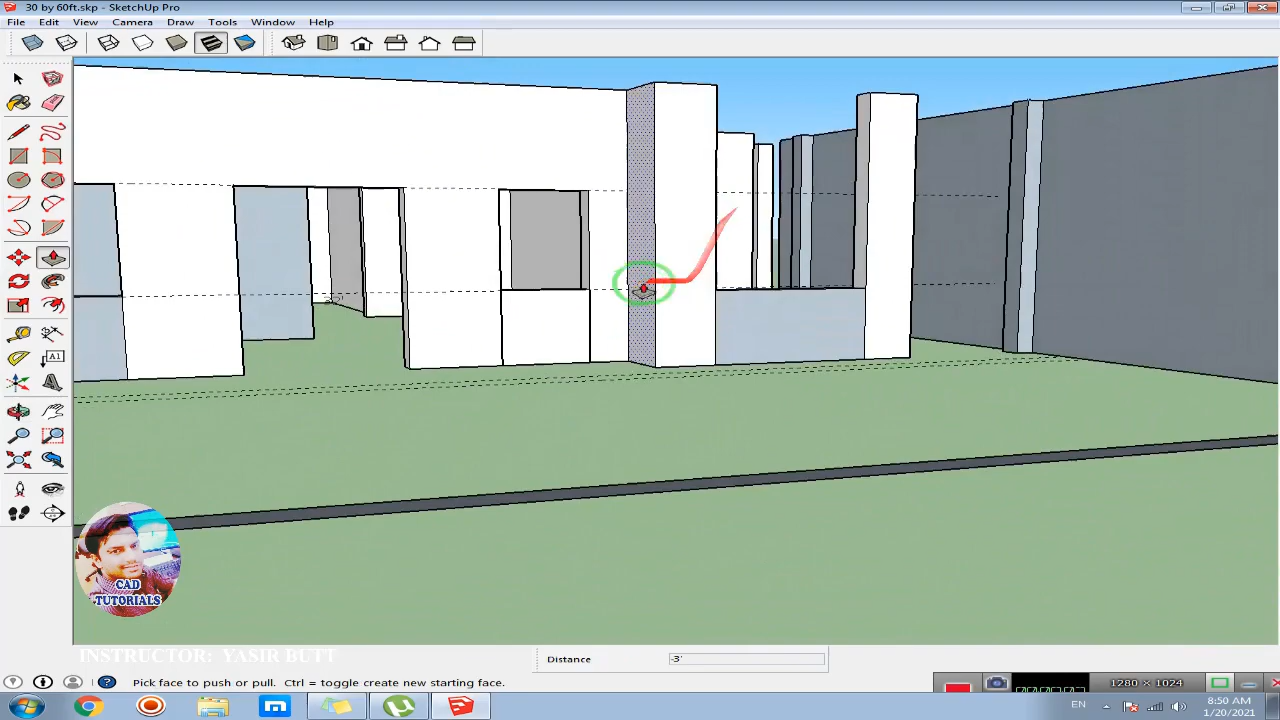 30 by 60ft.skp - SketchUp Pro
File Edit View Camera Draw Tools Window Help
A1
CAD
TUTORIALS
INSTRUCTOR: YASIR BUTT
Distance -3'
Pick face to push or pull. Ctrl = toggle create new starting face.
1280 × 1024
EN
8:50 AM
1/20/2021